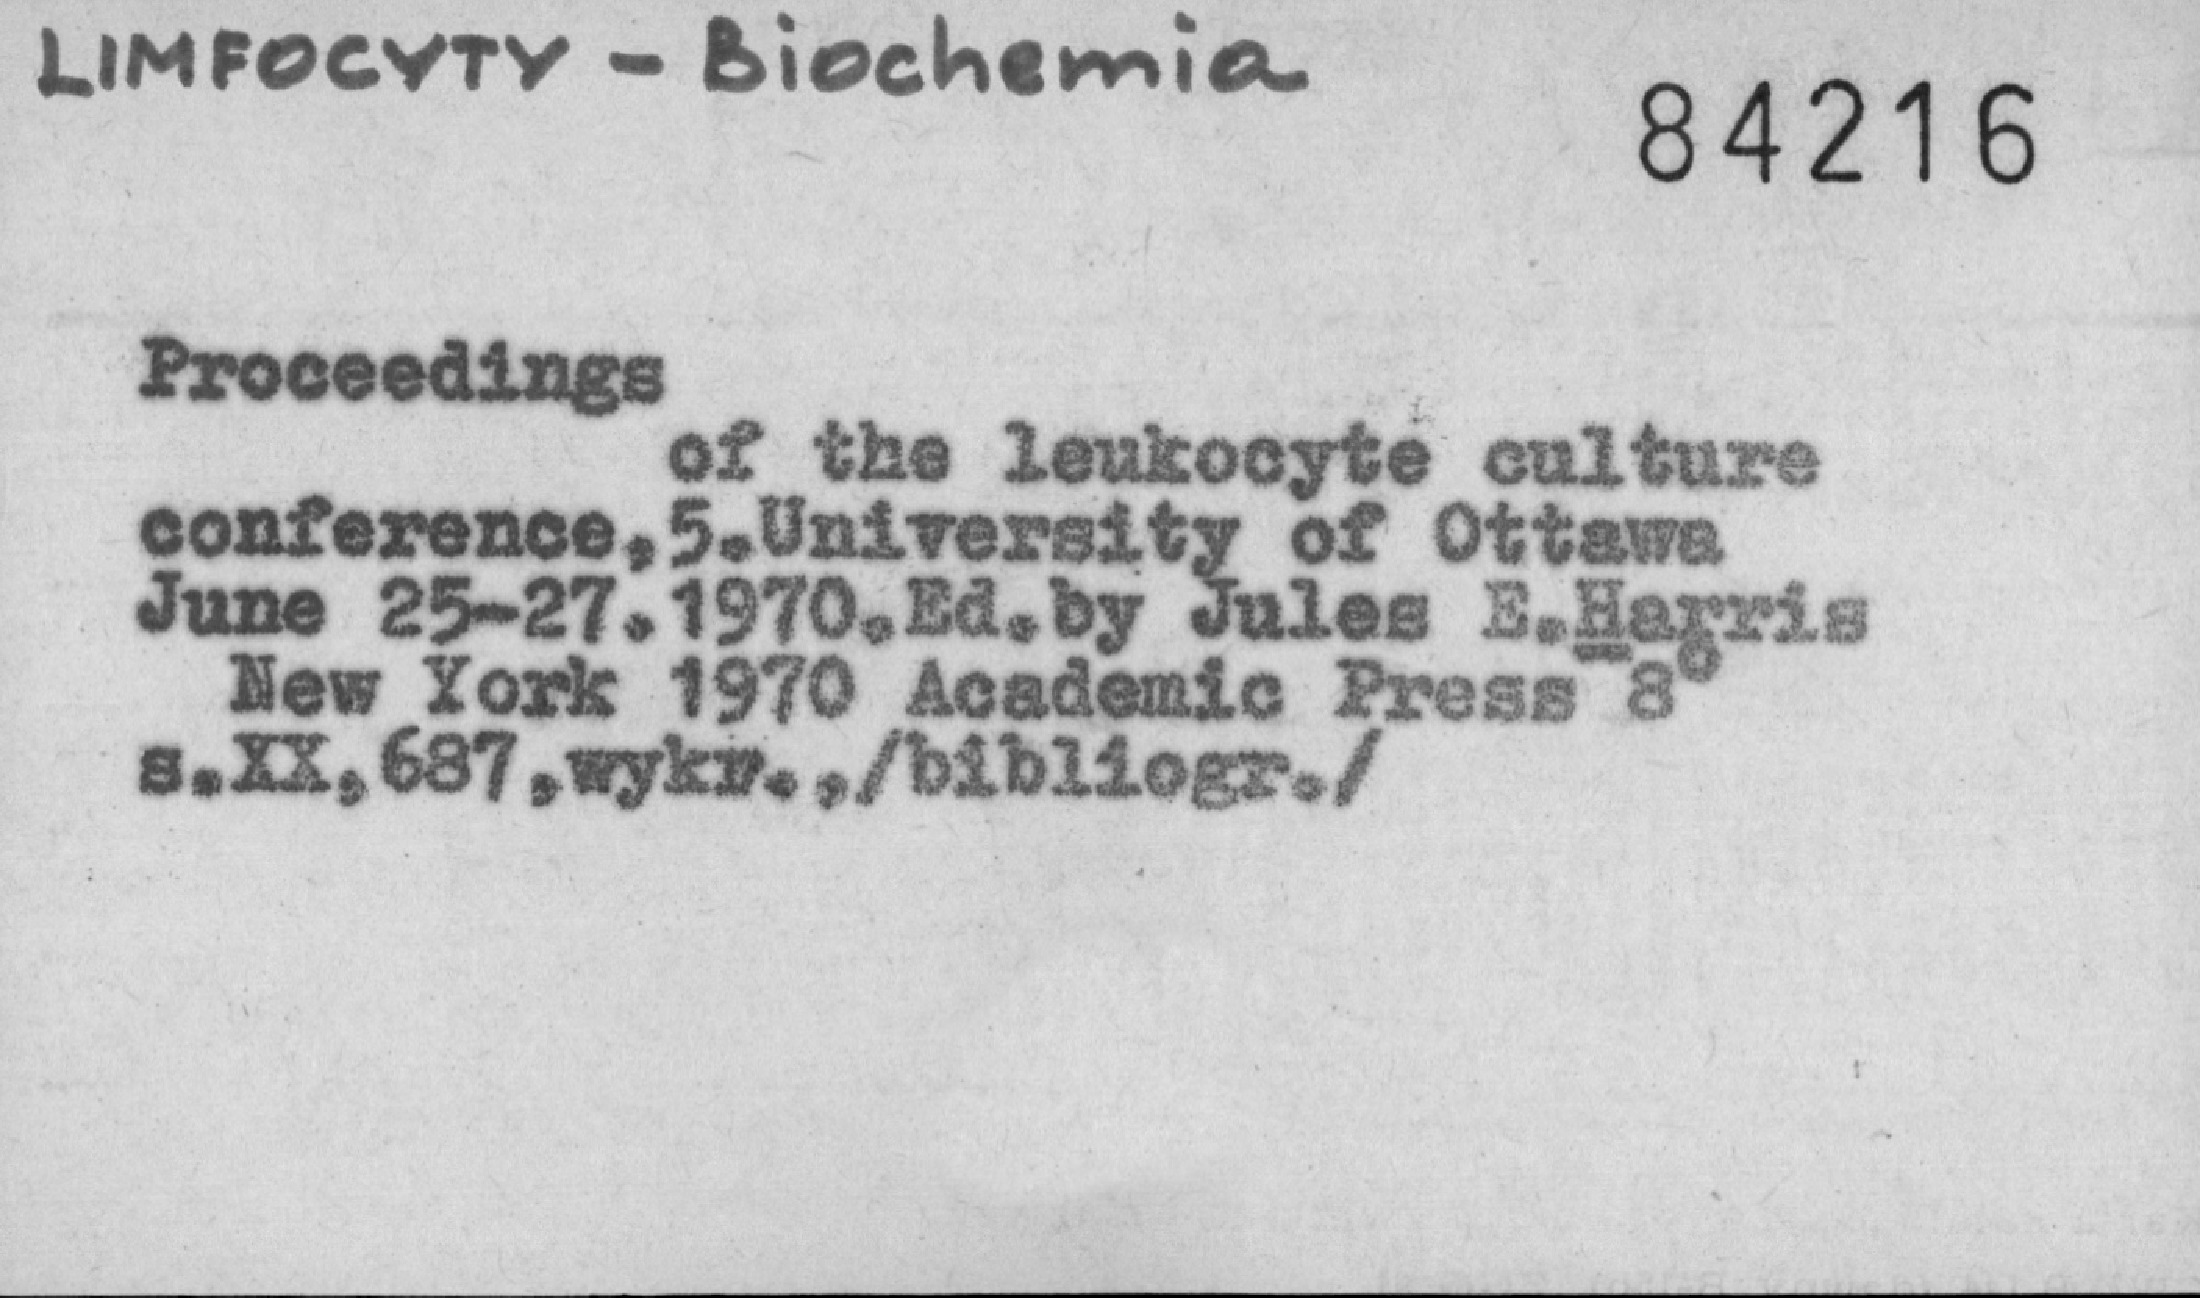 LIMFOCYTY - Biochemia
84216
Proceedings
of the leukocyte culture
conference,5.University of Ottawa
June 25-27.1970.Ed.by Jules E.Harris
New York 1970 Academic Press 8°
s.XX,687,wykr.,/bibliogr./